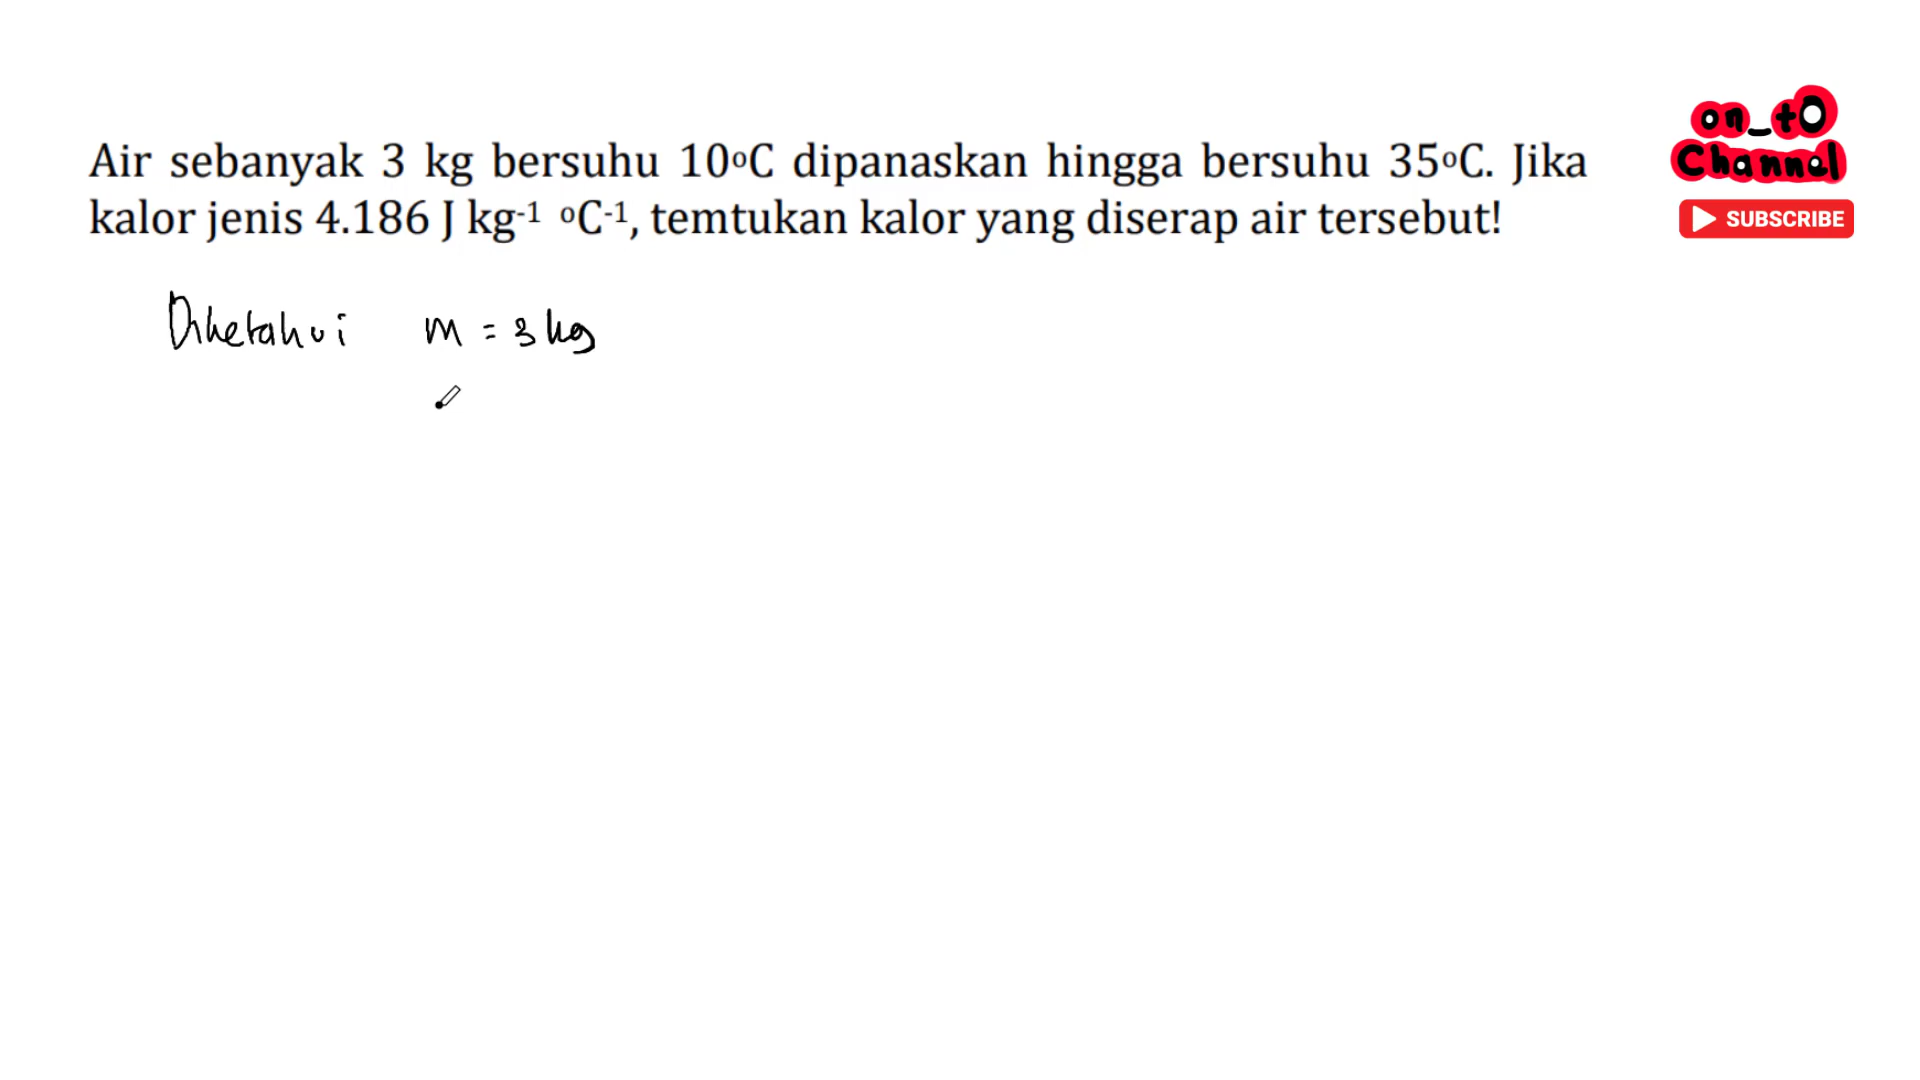 on_to
Channel
SUBSCRIBE
Air sebanyak 3 kg bersuhu 10°C dipanaskan hingga bersuhu 35°C. Jika
kalor jenis 4.186 J kg⁻¹ °C⁻¹, temtukan kalor yang diserap air tersebut!
Diketahui m = 3 kg